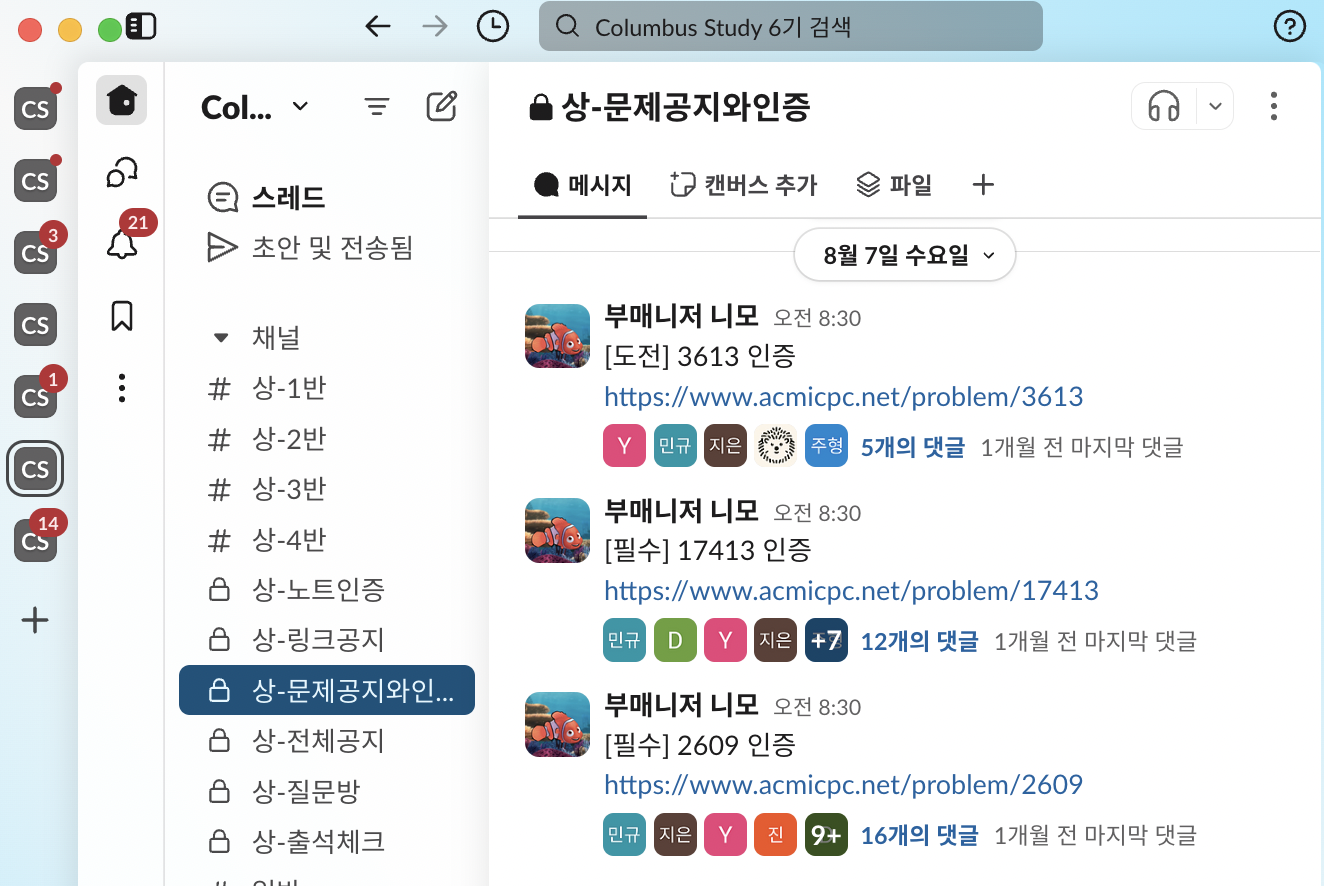 Columbus Study 6기 검색
CS
CS
CS 3
CS
CS 1
CS
CS 14
21
Col...
스레드
초안 및 전송됨
채널
# 상-1반
# 상-2반
# 상-3반
# 상-4반
상-노트인증
상-링크공지
상-문제공지와인...
상-전체공지
상-질문방
상-출석체크
상-문제공지와인증
메시지 캔버스 추가 파일 +
8월 7일 수요일
부매니저 니모 오전 8:30
[도전] 3613 인증
https://www.acmicpc.net/problem/3613
Y 민규 지은 주형 5개의 댓글 1개월 전 마지막 댓글
부매니저 니모 오전 8:30
[필수] 17413 인증
https://www.acmicpc.net/problem/17413
민규 D Y 지은 +7 12개의 댓글 1개월 전 마지막 댓글
부매니저 니모 오전 8:30
[필수] 2609 인증
https://www.acmicpc.net/problem/2609
민규 지은 Y 진 9+ 16개의 댓글 1개월 전 마지막 댓글